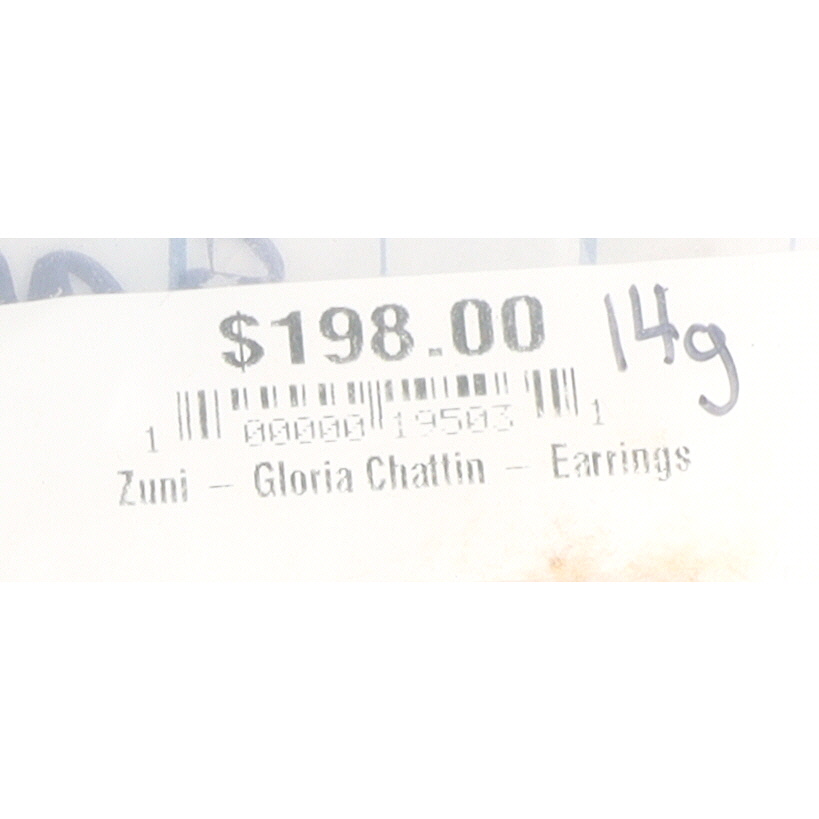 $198.00 14g
1 00000 19503 1
Zuni – Gloria Chattin – Earrings